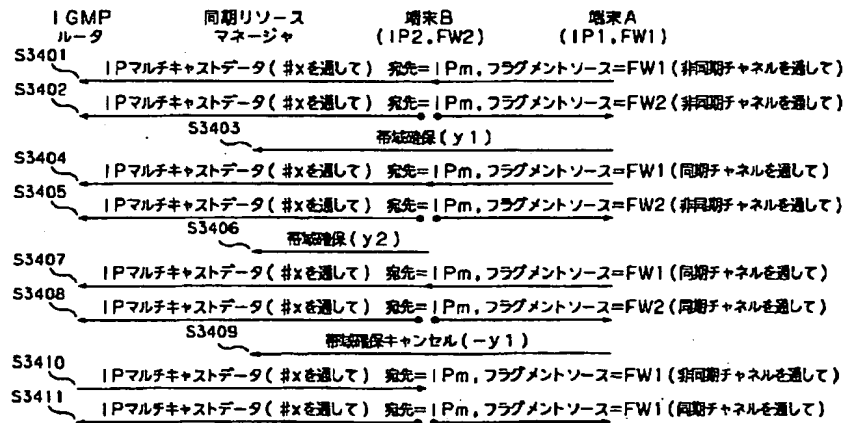 IGMP 同期リソース 端末B 端末A
ルータ マネージャ (IP2,FW2) (IP1,FW1)
S3401 IPマルチキャストデータ(#xを通して) 宛先=IPm,フラグメントソース=FW1(非同期チャネルを通して)
S3402 IPマルチキャストデータ(#xを通して) 宛先=IPm,フラグメントソース=FW2(非同期チャネルを通して)
S3403 帯域確保(y1)
S3404 IPマルチキャストデータ(#xを通して) 宛先=IPm,フラグメントソース=FW1(同期チャネルを通して)
S3405 IPマルチキャストデータ(#xを通して) 宛先=IPm,フラグメントソース=FW2(非同期チャネルを通して)
S3406 帯域確保(y2)
S3407 IPマルチキャストデータ(#xを通して) 宛先=IPm,フラグメントソース=FW1(同期チャネルを通して)
S3408 IPマルチキャストデータ(#xを通して) 宛先=IPm,フラグメントソース=FW2(同期チャネルを通して)
S3409 帯域確保キャンセル(-y1)
S3410 IPマルチキャストデータ(#xを通して) 宛先=IPm,フラグメントソース=FW1(非同期チャネルを通して)
S3411 IPマルチキャストデータ(#xを通して) 宛先=IPm,フラグメントソース=FW1(同期チャネルを通して)